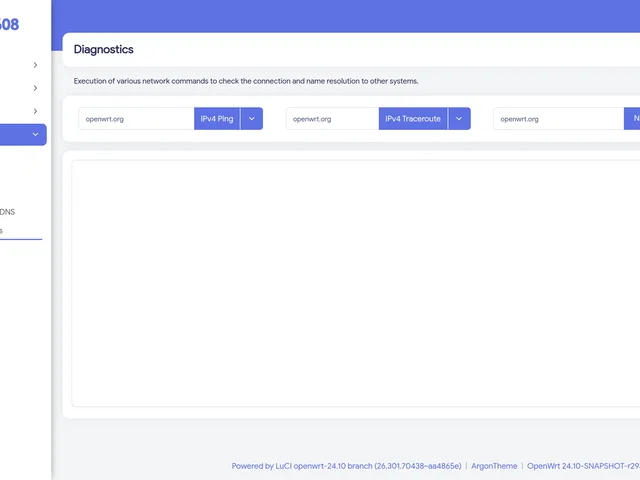 608
Diagnostics
Execution of various network commands to check the connection and name resolution to other systems.
openwrt.org IPv4 Ping openwrt.org IPv4 Traceroute openwrt.org N
DNS
s
Powered by LuCI openwrt-24.10 branch (26.301.70438~aa4865e) | ArgonTheme | OpenWrt 24.10-SNAPSHOT-r29